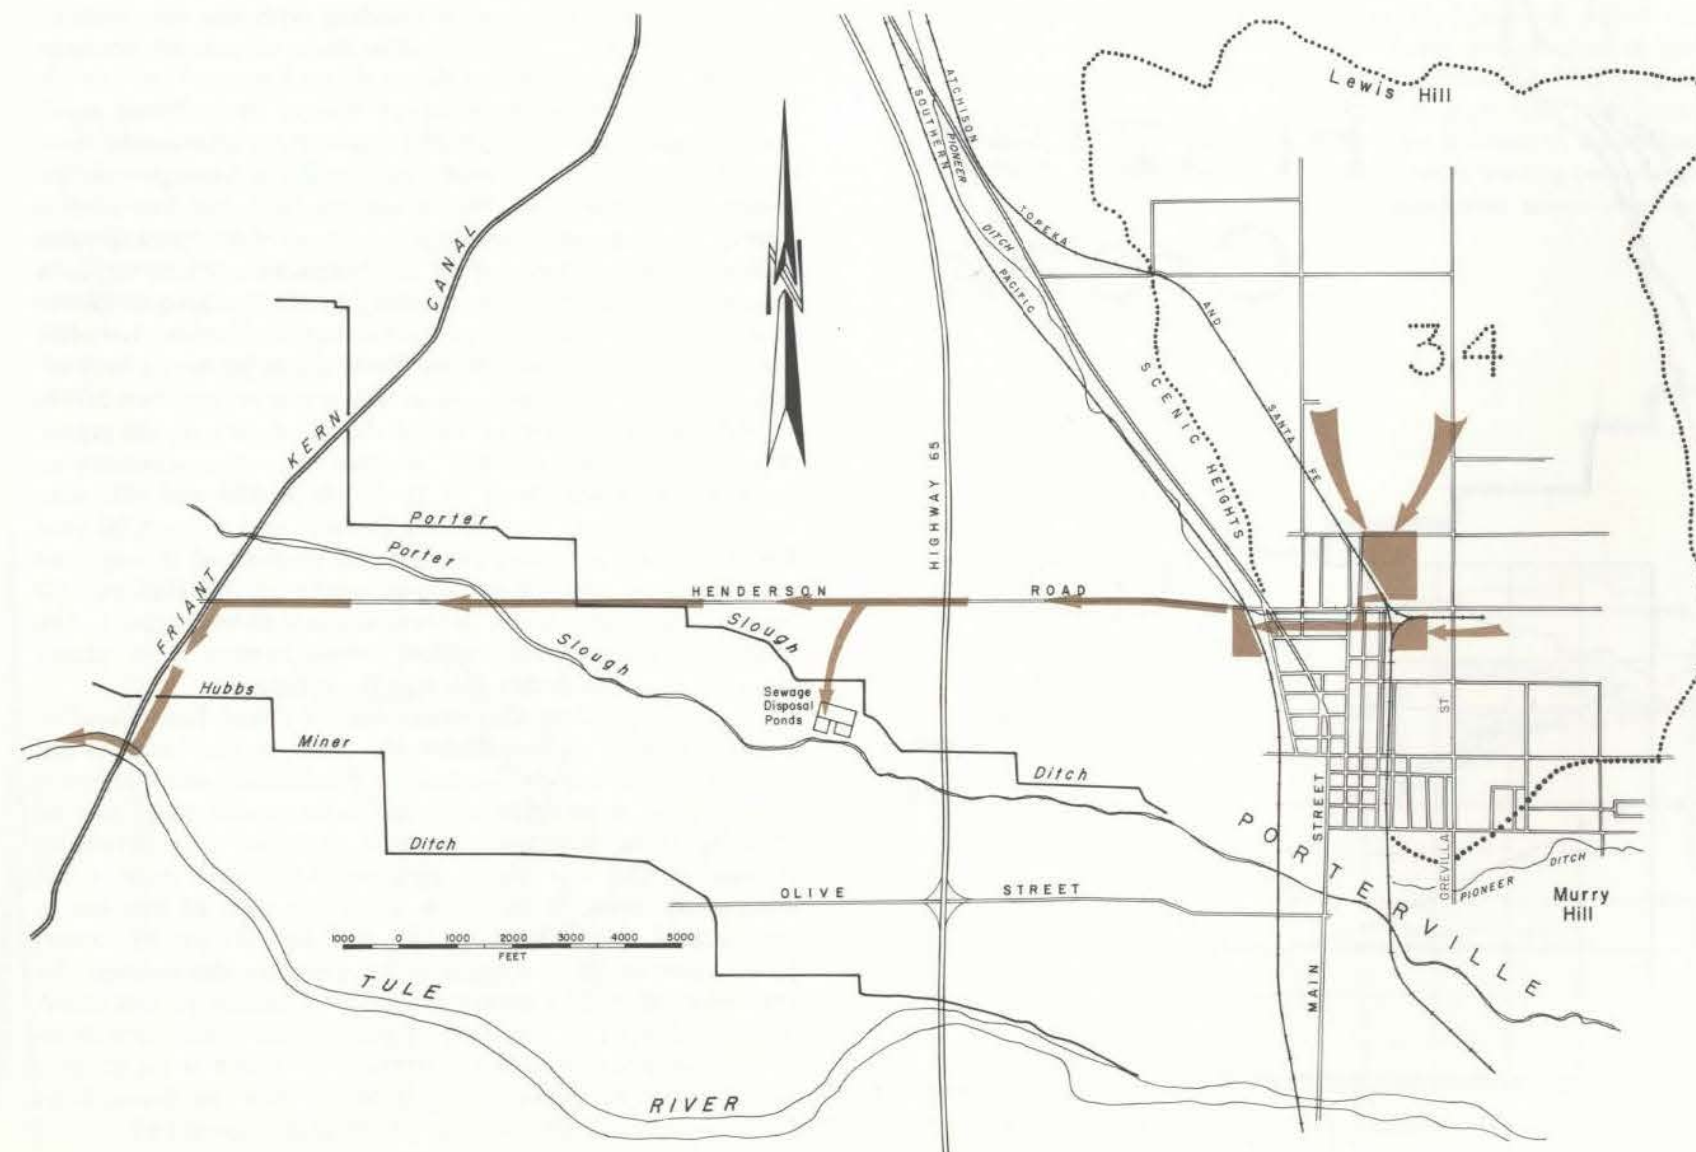 Lewis Hill
ATCHISON
TOPEKA
AND
SANTA FE
SOUTHERN
PACIFIC
PIONEER
DITCH
34
SCENIC HEIGHTS
FRIANT KERN CANAL
HIGHWAY 65
Porter Slough Ditch
Porter Slough
HENDERSON ROAD
Sewage
Disposal
Ponds
Hubbs Miner Ditch
OLIVE STREET
MAIN STREET
GREVILLA ST
PORTERVILLE
PIONEER DITCH
Murry
Hill
1000 0 1000 2000 3000 4000 5000
FEET
TULE RIVER